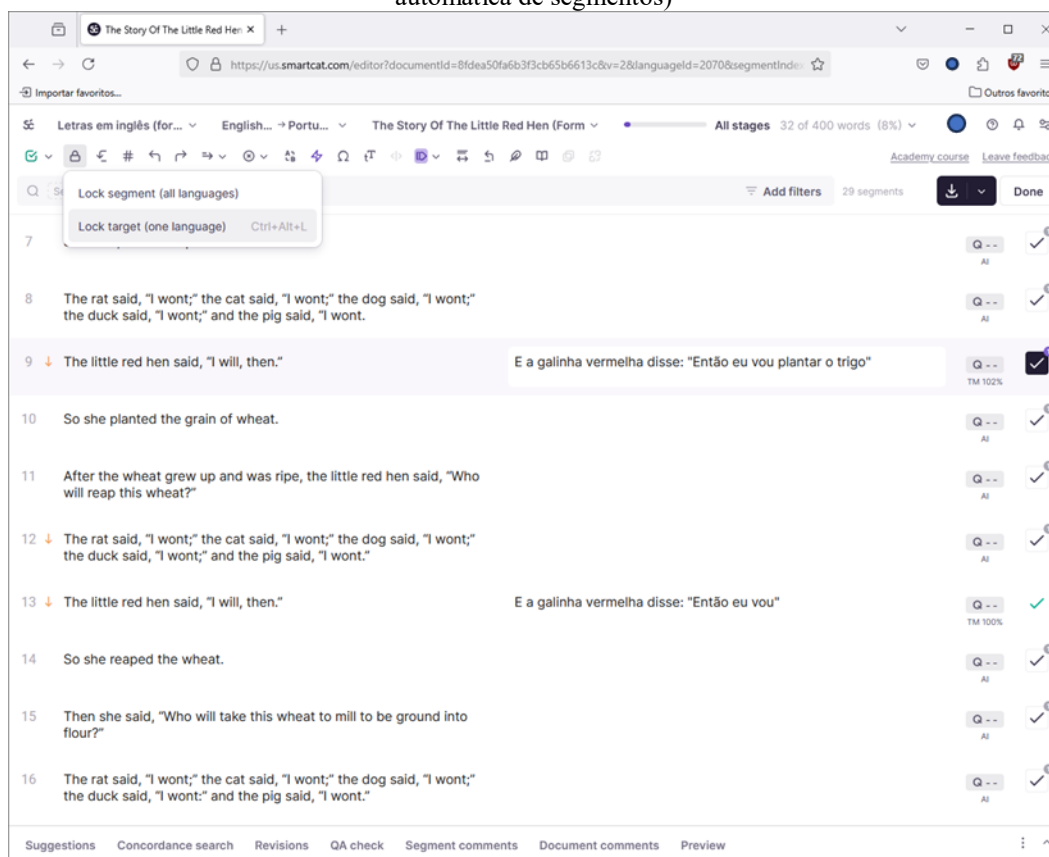 automática de segmentos)
The Story Of The Little Red Hen
https://us.smartcat.com/editor?documentId=8fdea50fa6b3f3cb65b6613c&v=2&languageId=2070&segmentIndex
Importar favoritos...
Outros favorito
Letras em inglês (for... English... → Portu... The Story Of The Little Red Hen (Form All stages 32 of 400 words (8%)
Academy course Leave feedbac
Add filters 29 segments Done
Lock segment (all languages)
Lock target (one language) Ctrl+Alt+L
7
Q --
AI
8 The rat said, "I wont;" the cat said, "I wont;" the dog said, "I wont;"
the duck said, "I wont;" and the pig said, "I wont.
Q --
AI
9 ↓ The little red hen said, "I will, then." E a galinha vermelha disse: "Então eu vou plantar o trigo"
Q --
TM 102%
10 So she planted the grain of wheat.
Q --
AI
11 After the wheat grew up and was ripe, the little red hen said, "Who
will reap this wheat?"
Q --
AI
12 ↓ The rat said, "I wont;" the cat said, "I wont;" the dog said, "I wont;"
the duck said, "I wont;" and the pig said, "I wont."
Q --
AI
13 ↓ The little red hen said, "I will, then." E a galinha vermelha disse: "Então eu vou"
Q --
TM 100%
14 So she reaped the wheat.
Q --
AI
15 Then she said, "Who will take this wheat to mill to be ground into
flour?"
Q --
AI
16 The rat said, "I wont;" the cat said, "I wont;" the dog said, "I wont;"
the duck said, "I wont:" and the pig said, "I wont."
Q --
AI
Suggestions Concordance search Revisions QA check Segment comments Document comments Preview